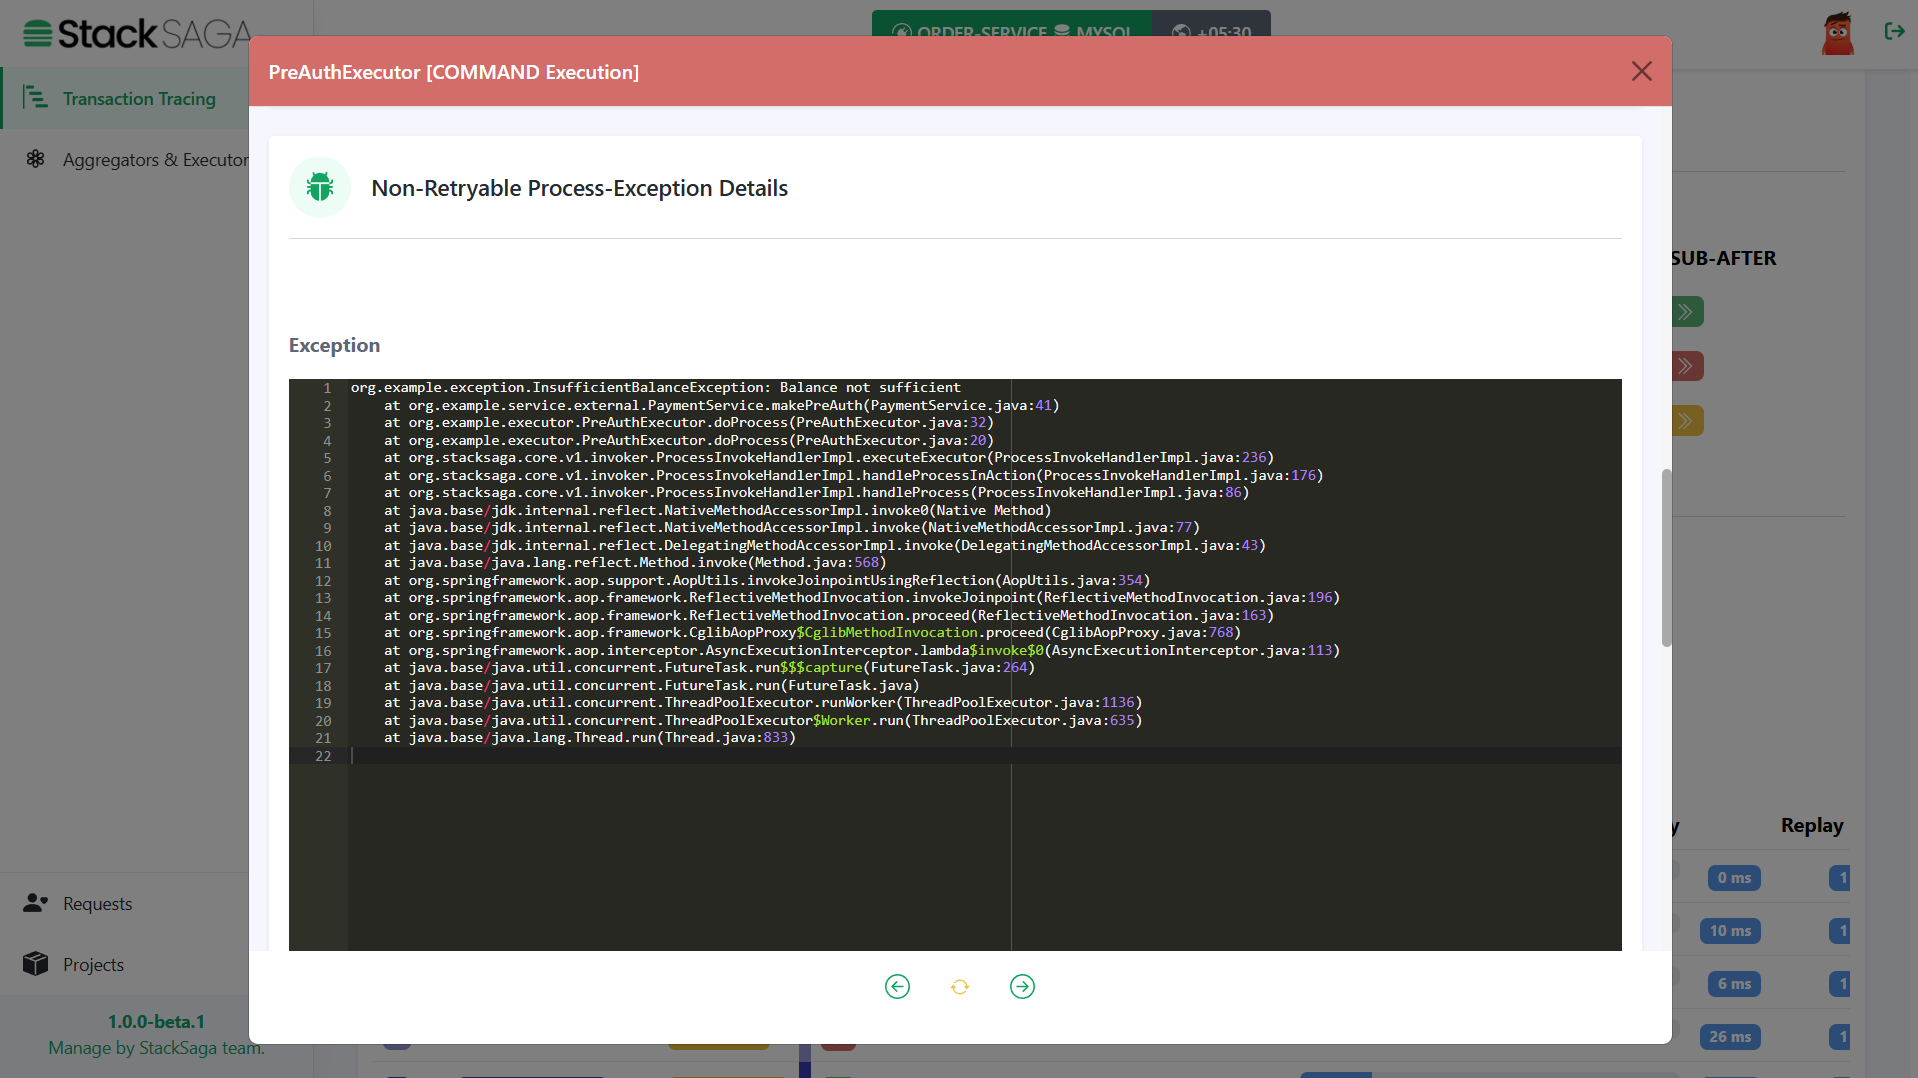 StackSAGA
ORDER-SERVICE MYSQL +05:30
PreAuthExecutor [COMMAND Execution]
Transaction Tracing
Aggregators & Executor
Non-Retryable Process-Exception Details
SUB-AFTER
Exception
1 org.example.exception.InsufficientBalanceException: Balance not sufficient
2 at org.example.service.external.PaymentService.makePreAuth(PaymentService.java:41)
3 at org.example.executor.PreAuthExecutor.doProcess(PreAuthExecutor.java:32)
4 at org.example.executor.PreAuthExecutor.doProcess(PreAuthExecutor.java:20)
5 at org.stacksaga.core.v1.invoker.ProcessInvokeHandlerImpl.executeExecutor(ProcessInvokeHandlerImpl.java:236)
6 at org.stacksaga.core.v1.invoker.ProcessInvokeHandlerImpl.handleProcessInAction(ProcessInvokeHandlerImpl.java:176)
7 at org.stacksaga.core.v1.invoker.ProcessInvokeHandlerImpl.handleProcess(ProcessInvokeHandlerImpl.java:86)
8 at java.base/jdk.internal.reflect.NativeMethodAccessorImpl.invoke0(Native Method)
9 at java.base/jdk.internal.reflect.NativeMethodAccessorImpl.invoke(NativeMethodAccessorImpl.java:77)
10 at java.base/jdk.internal.reflect.DelegatingMethodAccessorImpl.invoke(DelegatingMethodAccessorImpl.java:43)
11 at java.base/java.lang.reflect.Method.invoke(Method.java:568)
12 at org.springframework.aop.support.AopUtils.invokeJoinpointUsingReflection(AopUtils.java:354)
13 at org.springframework.aop.framework.ReflectiveMethodInvocation.invokeJoinpoint(ReflectiveMethodInvocation.java:196)
14 at org.springframework.aop.framework.ReflectiveMethodInvocation.proceed(ReflectiveMethodInvocation.java:163)
15 at org.springframework.aop.framework.CglibAopProxy$CglibMethodInvocation.proceed(CglibAopProxy.java:768)
16 at org.springframework.aop.interceptor.AsyncExecutionInterceptor.lambda$invoke$0(AsyncExecutionInterceptor.java:113)
17 at java.base/java.util.concurrent.FutureTask.run$$$capture(FutureTask.java:264)
18 at java.base/java.util.concurrent.FutureTask.run(FutureTask.java)
19 at java.base/java.util.concurrent.ThreadPoolExecutor.runWorker(ThreadPoolExecutor.java:1136)
20 at java.base/java.util.concurrent.ThreadPoolExecutor$Worker.run(ThreadPoolExecutor.java:635)
21 at java.base/java.lang.Thread.run(Thread.java:833)
22
y Replay
0 ms 1
10 ms 1
6 ms 1
26 ms 1
Requests
Projects
1.0.0-beta.1
Manage by StackSaga team.